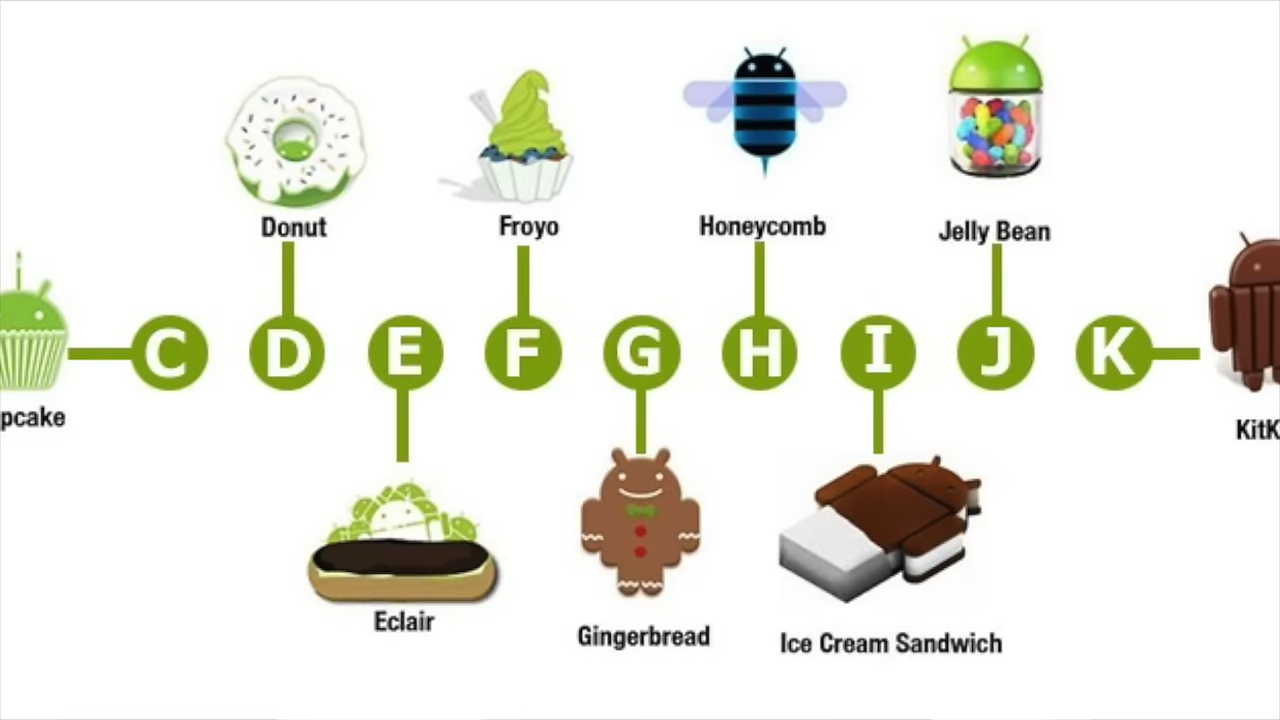 Donut
Froyo
Honeycomb
Jelly Bean
C D E F G H I J K
pcake
KitK
Eclair
Gingerbread
Ice Cream Sandwich